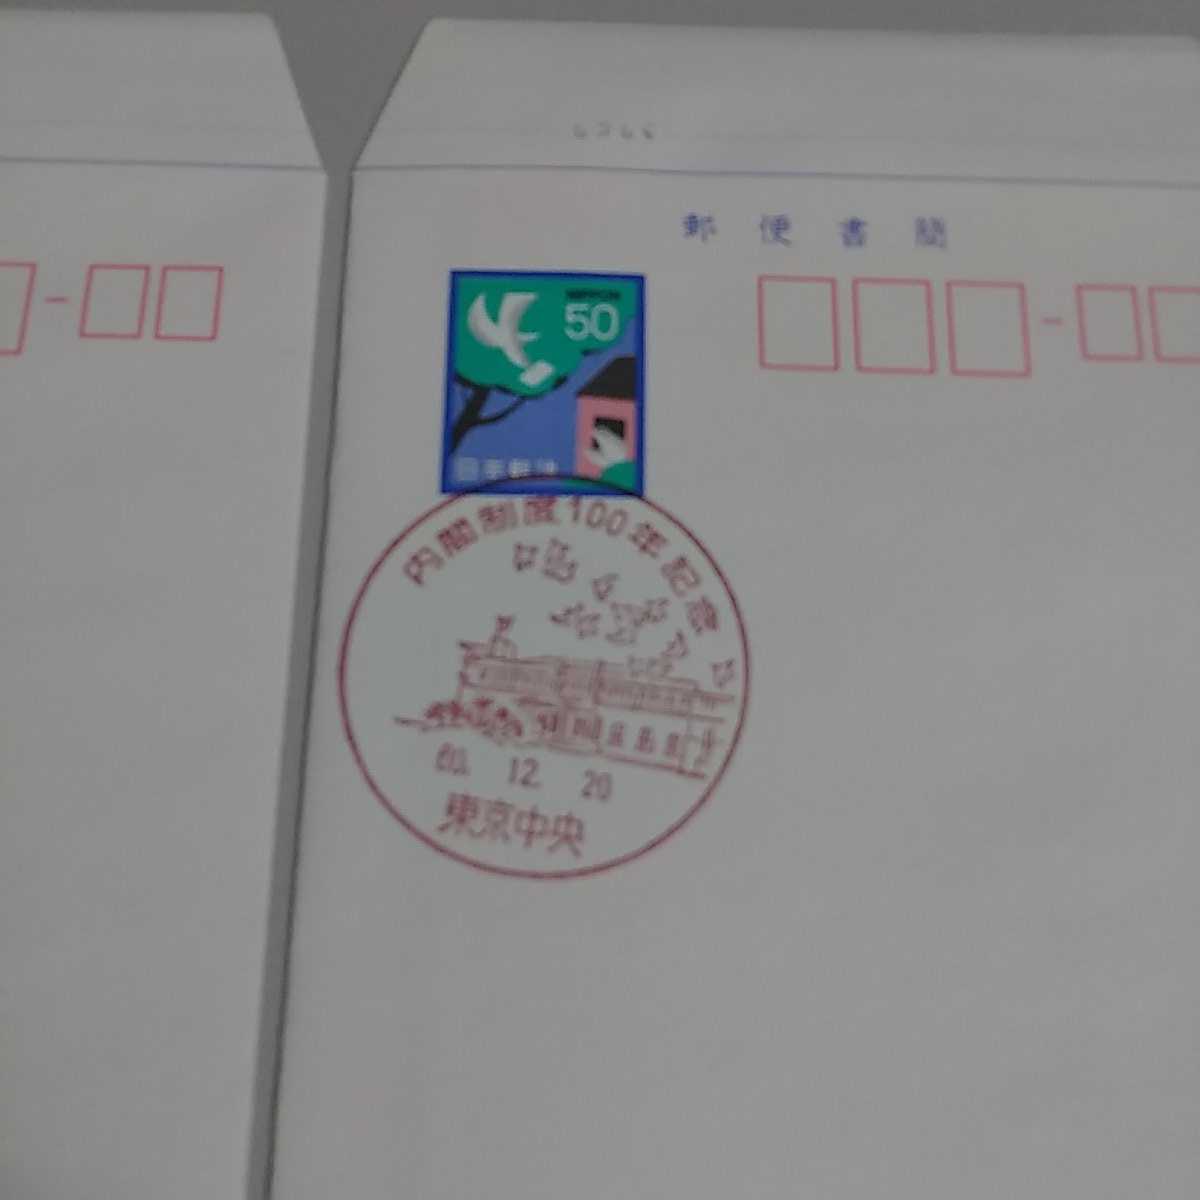 郵便書簡
NIPPON
50
日本郵便
内閣制度100年記念
60. 12. 20
東京中央